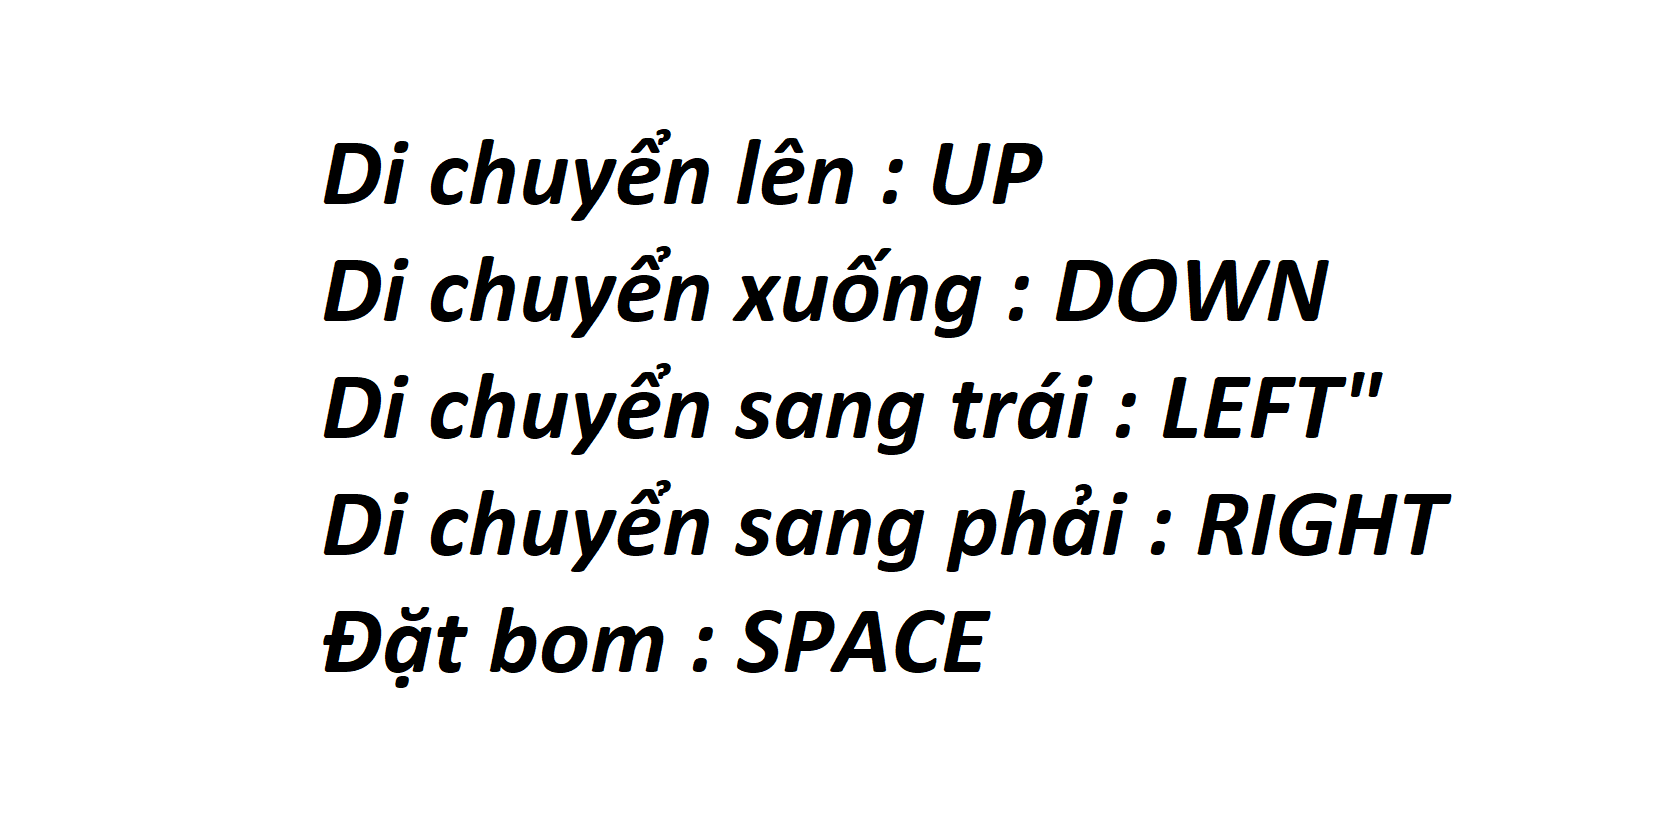 Di chuyển lên : UP
Di chuyển xuống : DOWN
Di chuyển sang trái : LEFT"
Di chuyển sang phải : RIGHT
Đặt bom : SPACE